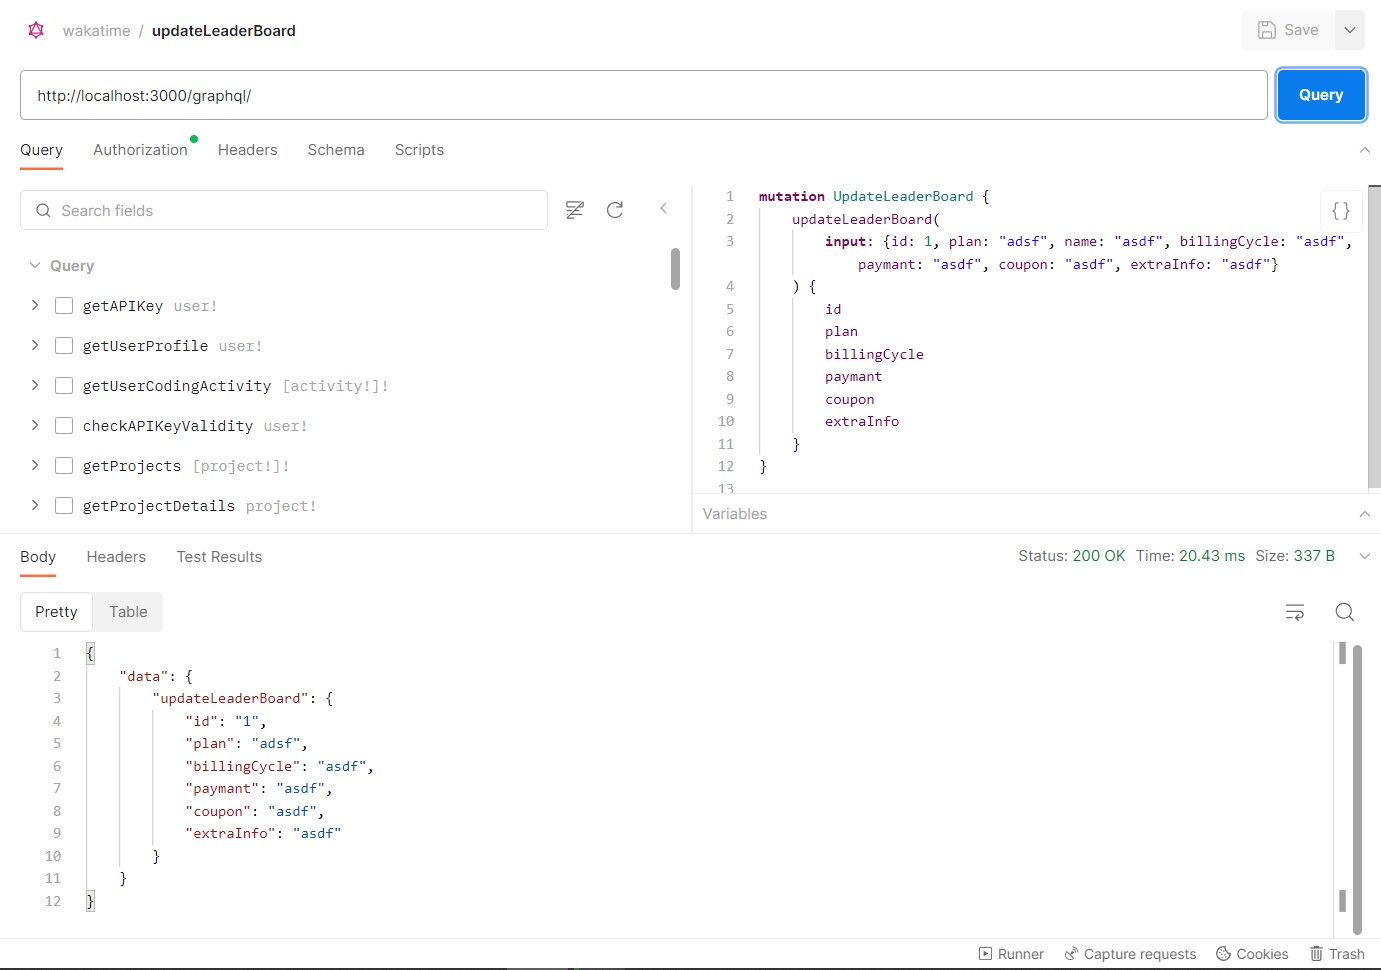 wakatime / updateLeaderBoard
Save
http://localhost:3000/graphql/
Query
Query Authorization Headers Schema Scripts
Search fields
Query
getAPIKey user!
getUserProfile user!
getUserCodingActivity [activity!]!
checkAPIKeyValidity user!
getProjects [project!]!
getProjectDetails project!
1 mutation UpdateLeaderBoard {
2 updateLeaderBoard(
3 input: {id: 1, plan: "adsf", name: "asdf", billingCycle: "asdf",
paymant: "asdf", coupon: "asdf", extraInfo: "asdf"}
4 ) {
5 id
6 plan
7 billingCycle
8 paymant
9 coupon
10 extraInfo
11 }
12 }
13
{}
Variables
Body Headers Test Results
Status: 200 OK Time: 20.43 ms Size: 337 B
Pretty Table
1 {
2 "data": {
3 "updateLeaderBoard": {
4 "id": "1",
5 "plan": "adsf",
6 "billingCycle": "asdf",
7 "paymant": "asdf",
8 "coupon": "asdf",
9 "extraInfo": "asdf"
10 }
11 }
12 }
Runner Capture requests Cookies Trash